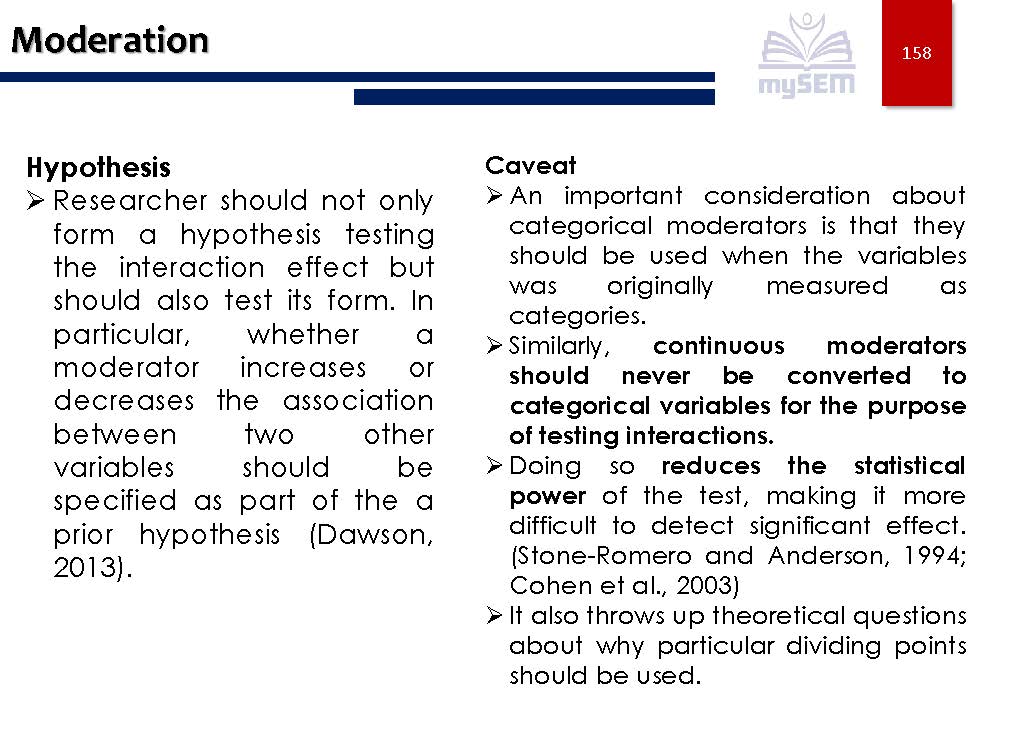 Moderation
mySEM
158
Hypothesis
➢ Researcher should not only
form a hypothesis testing
the interaction effect but
should also test its form. In
particular, whether a
moderator increases or
decreases the association
between two other
variables should be
specified as part of the a
prior hypothesis (Dawson,
2013).
Caveat
➢ An important consideration about
categorical moderators is that they
should be used when the variables
was originally measured as
categories.
➢ Similarly, continuous moderators
should never be converted to
categorical variables for the purpose
of testing interactions.
➢ Doing so reduces the statistical
power of the test, making it more
difficult to detect significant effect.
(Stone-Romero and Anderson, 1994;
Cohen et al., 2003)
➢ It also throws up theoretical questions
about why particular dividing points
should be used.